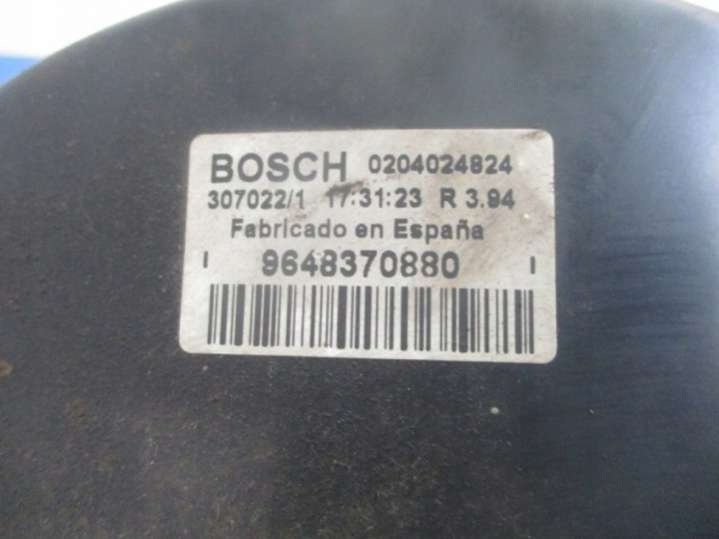 BOSCH 0204024824
307022/1 17:31:23 R 3.94
Fabricado en España
9648370880